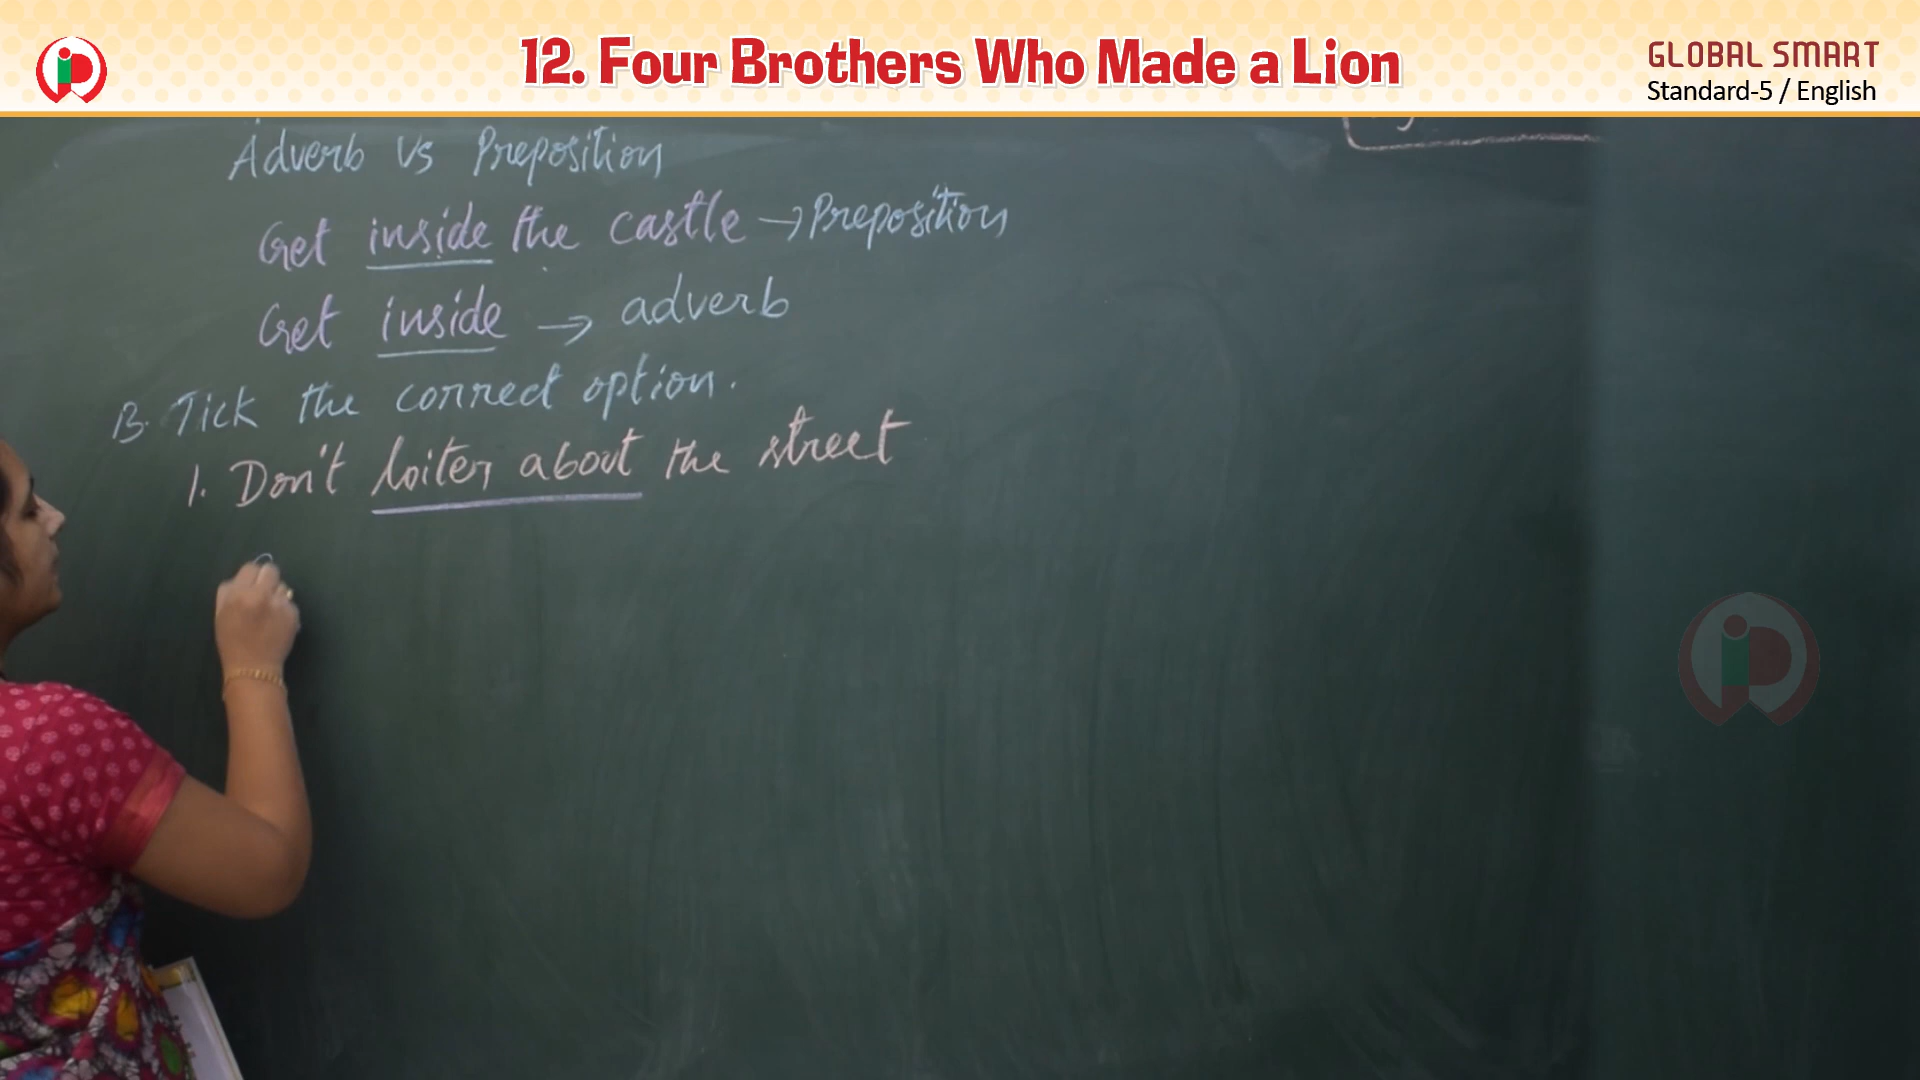 12. Four Brothers Who Made a Lion
GLOBAL SMART
Standard-5 / English
Adverb vs Preposition
Get inside the castle → Preposition
Get inside → adverb
B. Tick the correct option.
1. Don't loiter about the street